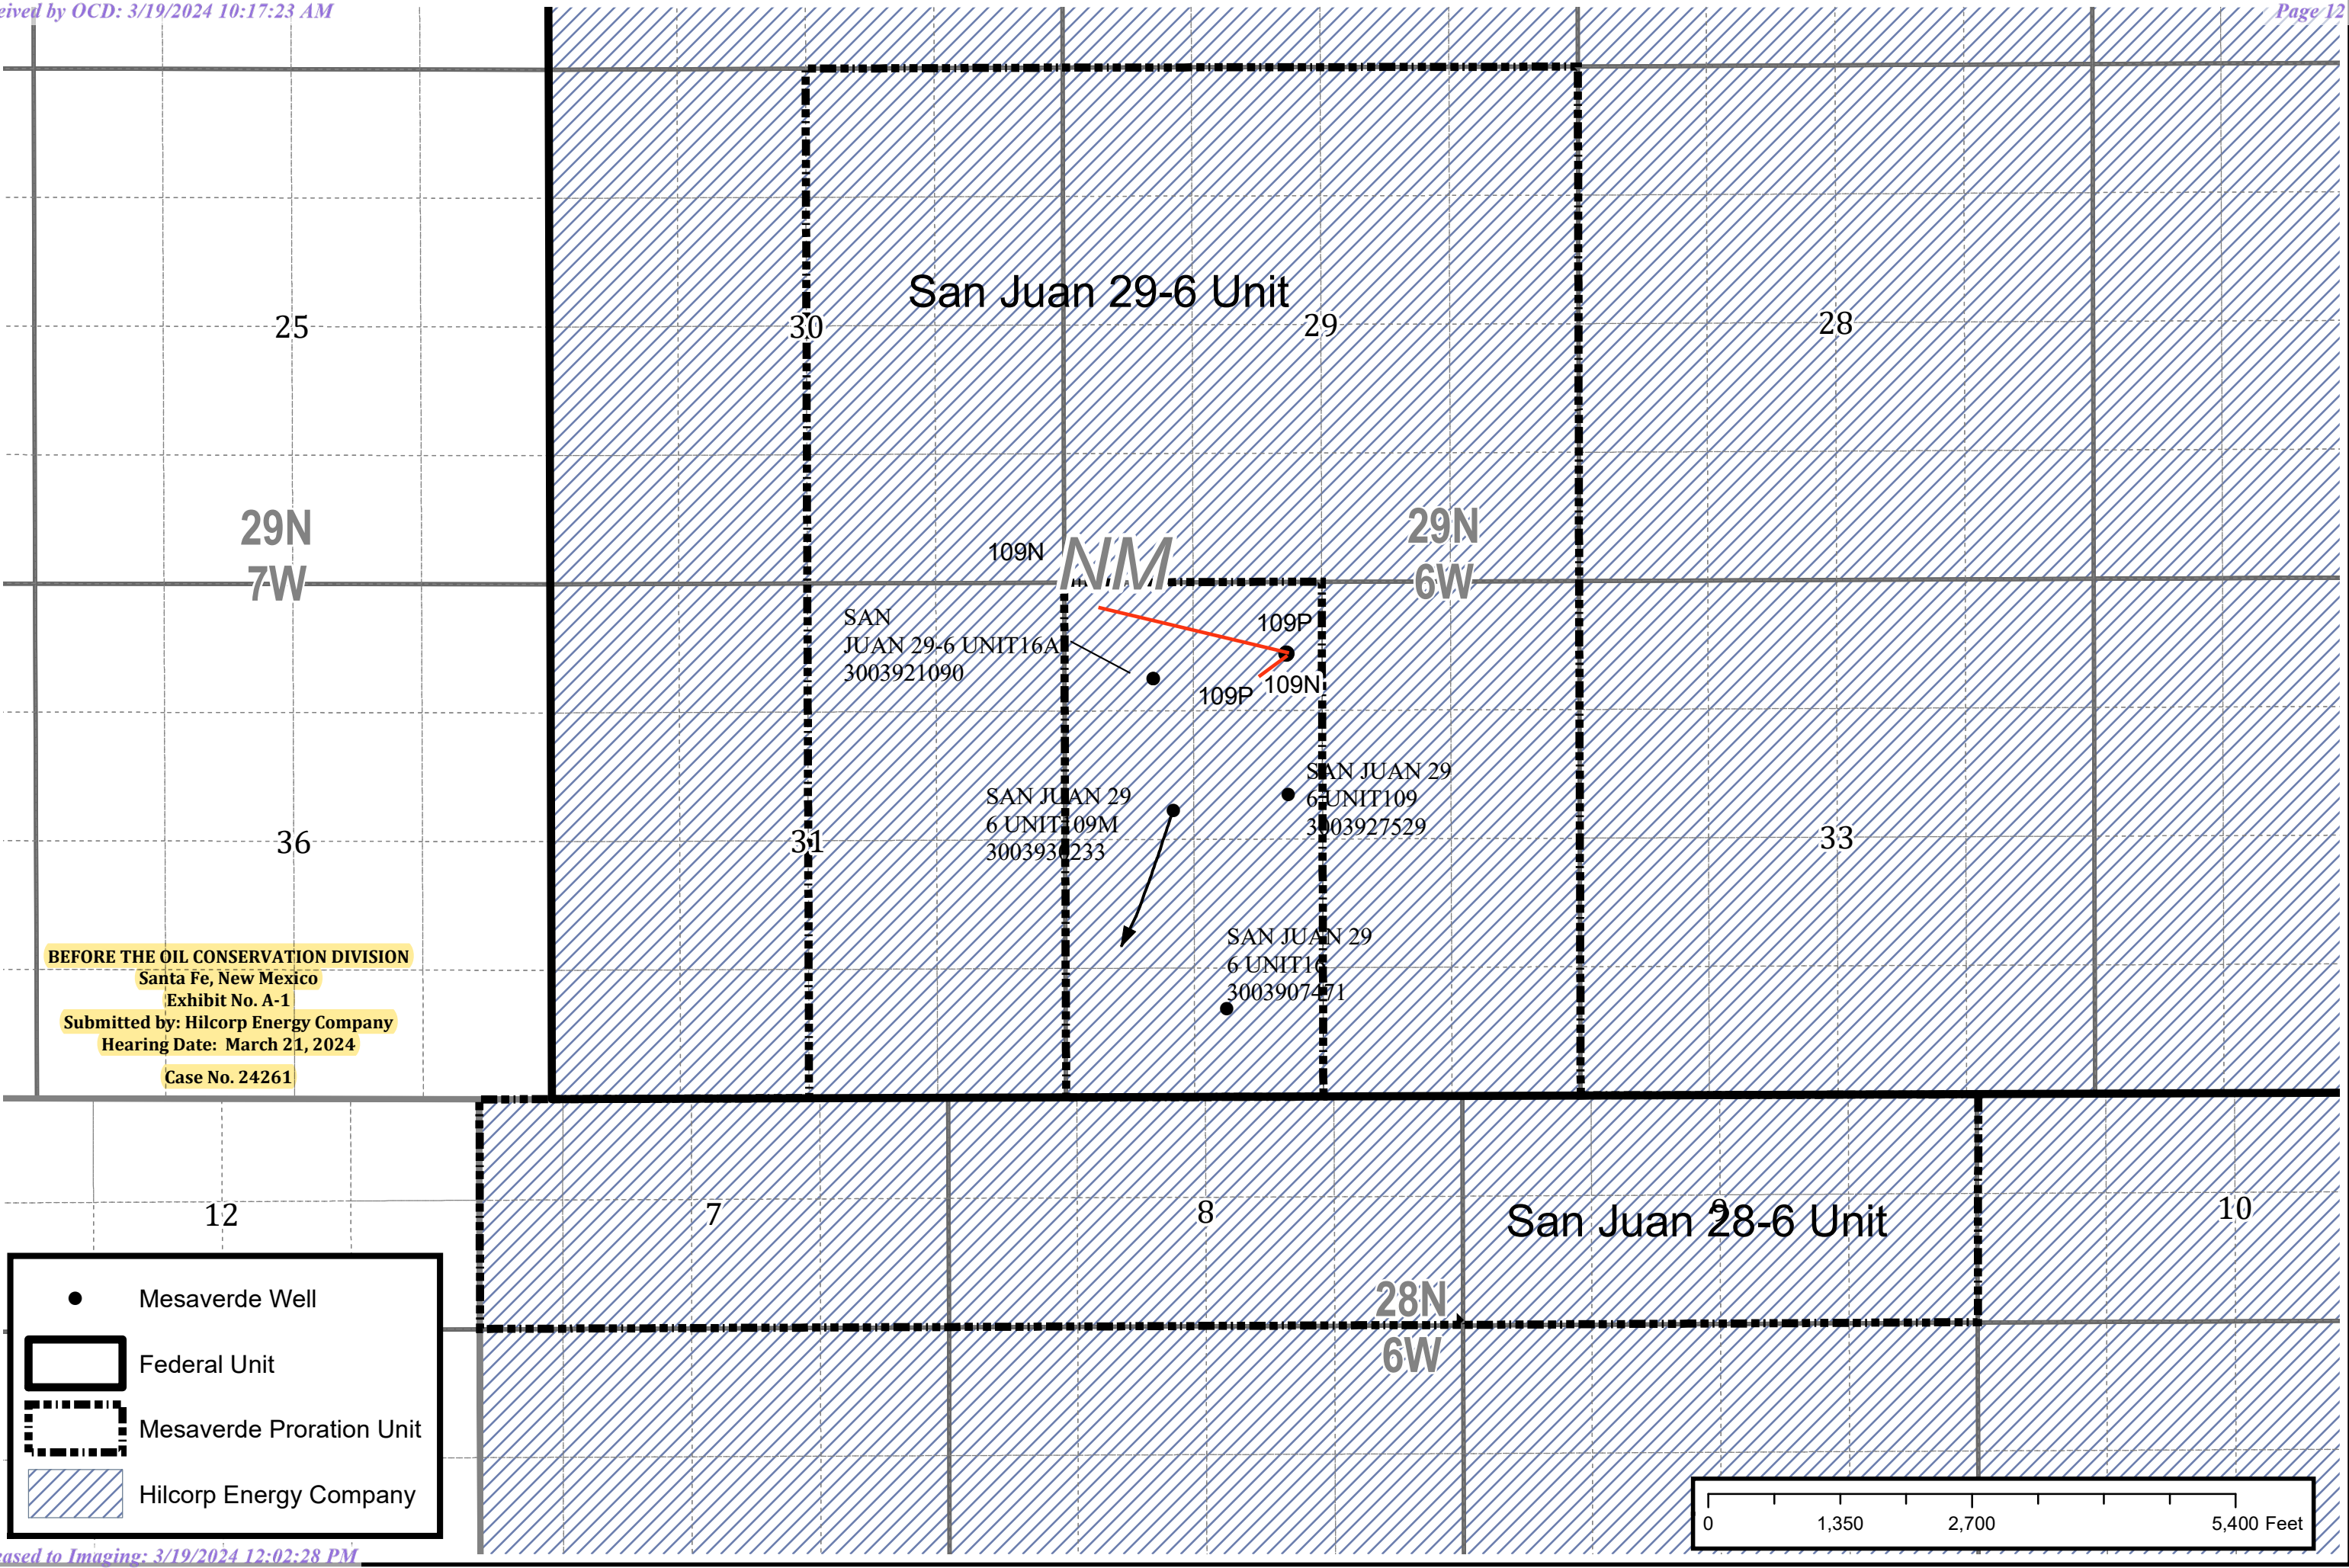 eived by OCD: 3/19/2024 10:17:23 AM
Page 12
San Juan 29-6 Unit
25
30
29
28
29N
7W
29N
6W
109N
NM
SAN
JUAN 29-6 UNIT16A
3003921090
109P
109N
109P
SAN JUAN 29
6 UNIT109
3003927529
SAN JUAN 29
6 UNIT109M
36
31
33
SAN JUAN 29
6 UNIT16
3003907471
BEFORE THE OIL CONSERVATION DIVISION
Santa Fe, New Mexico
Exhibit No. A-1
Submitted by: Hilcorp Energy Company
Hearing Date: March 21, 2024
Case No. 24261
12
7
8
9
10
San Juan 28-6 Unit
28N
6W
Mesaverde Well
Federal Unit
Mesaverde Proration Unit
Hilcorp Energy Company
0 1,350 2,700 5,400 Feet
eased to Imaging: 3/19/2024 12:02:28 PM